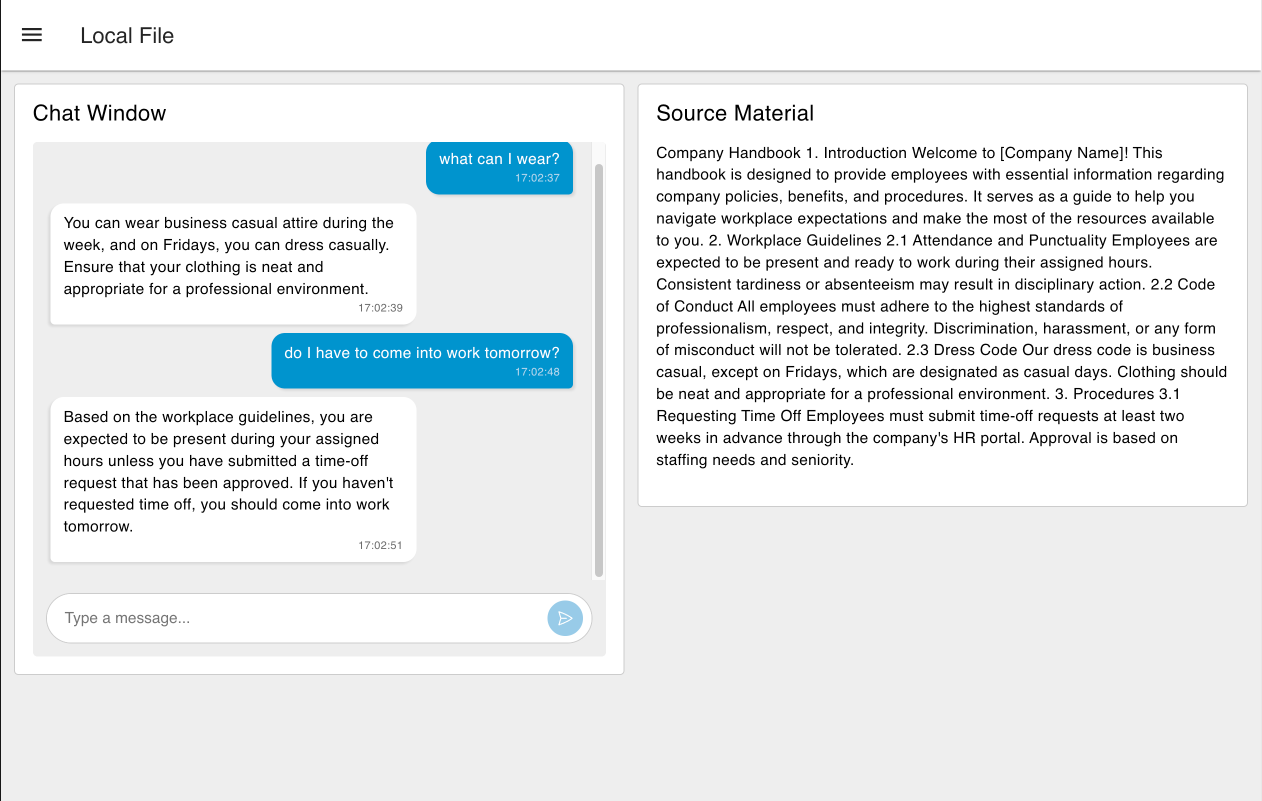 Local File
Chat Window
what can I wear?
17:02:37
You can wear business casual attire during the
week, and on Fridays, you can dress casually.
Ensure that your clothing is neat and
appropriate for a professional environment.
17:02:39
do I have to come into work tomorrow?
17:02:48
Based on the workplace guidelines, you are
expected to be present during your assigned
hours unless you have submitted a time-off
request that has been approved. If you haven't
requested time off, you should come into work
tomorrow.
17:02:51
Type a message...
Source Material
Company Handbook 1. Introduction Welcome to [Company Name]! This
handbook is designed to provide employees with essential information regarding
company policies, benefits, and procedures. It serves as a guide to help you
navigate workplace expectations and make the most of the resources available
to you. 2. Workplace Guidelines 2.1 Attendance and Punctuality Employees are
expected to be present and ready to work during their assigned hours.
Consistent tardiness or absenteeism may result in disciplinary action. 2.2 Code
of Conduct All employees must adhere to the highest standards of
professionalism, respect, and integrity. Discrimination, harassment, or any form
of misconduct will not be tolerated. 2.3 Dress Code Our dress code is business
casual, except on Fridays, which are designated as casual days. Clothing should
be neat and appropriate for a professional environment. 3. Procedures 3.1
Requesting Time Off Employees must submit time-off requests at least two
weeks in advance through the company's HR portal. Approval is based on
staffing needs and seniority.